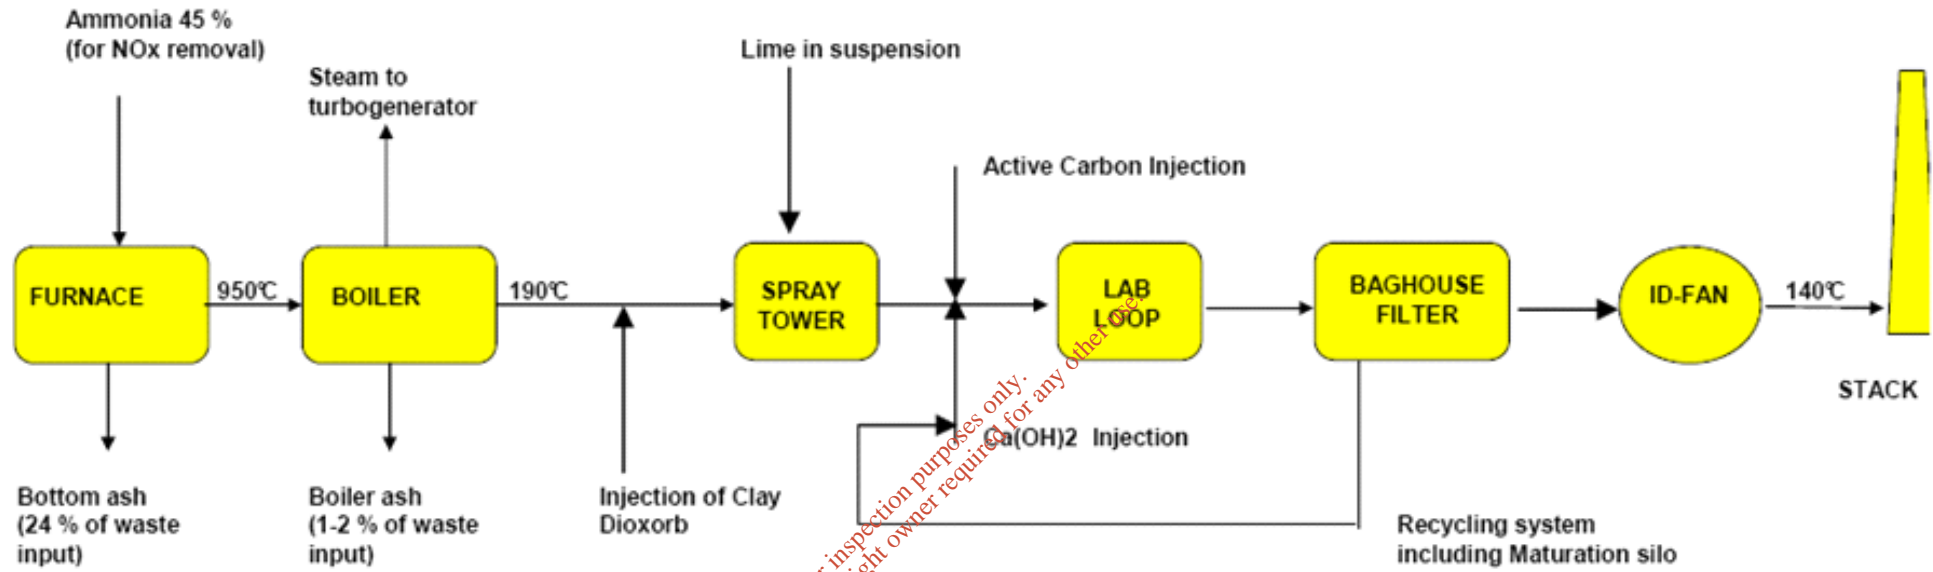 Ammonia 45 %
(for NOx removal)
Steam to
turbogenerator
Lime in suspension
Active Carbon Injection
FURNACE
950℃
BOILER
190℃
SPRAY
TOWER
LAB
LOOP
BAGHOUSE
FILTER
ID-FAN
140℃
STACK
Ca(OH)2 Injection
Bottom ash
(24 % of waste
input)
Boiler ash
(1-2 % of waste
input)
Injection of Clay
Dioxorb
Recycling system
including Maturation silo
inspection purposes only.
owner required for any other use.